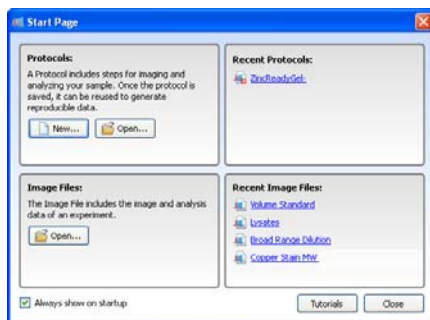 Start Page
Protocols:
A Protocol includes steps for imaging and
analyzing your sample. Once the protocol is
saved, it can be reused to generate
reproducible data.
New... Open...
Recent Protocols:
ZincReadyGel:
Image Files:
The Image File includes the image and analysis
data of an experiment.
Open...
Recent Image Files:
Volume Standard
Lysates
Broad Range Dilution
Copper Stain MW
Always show on startup
Tutorials Close